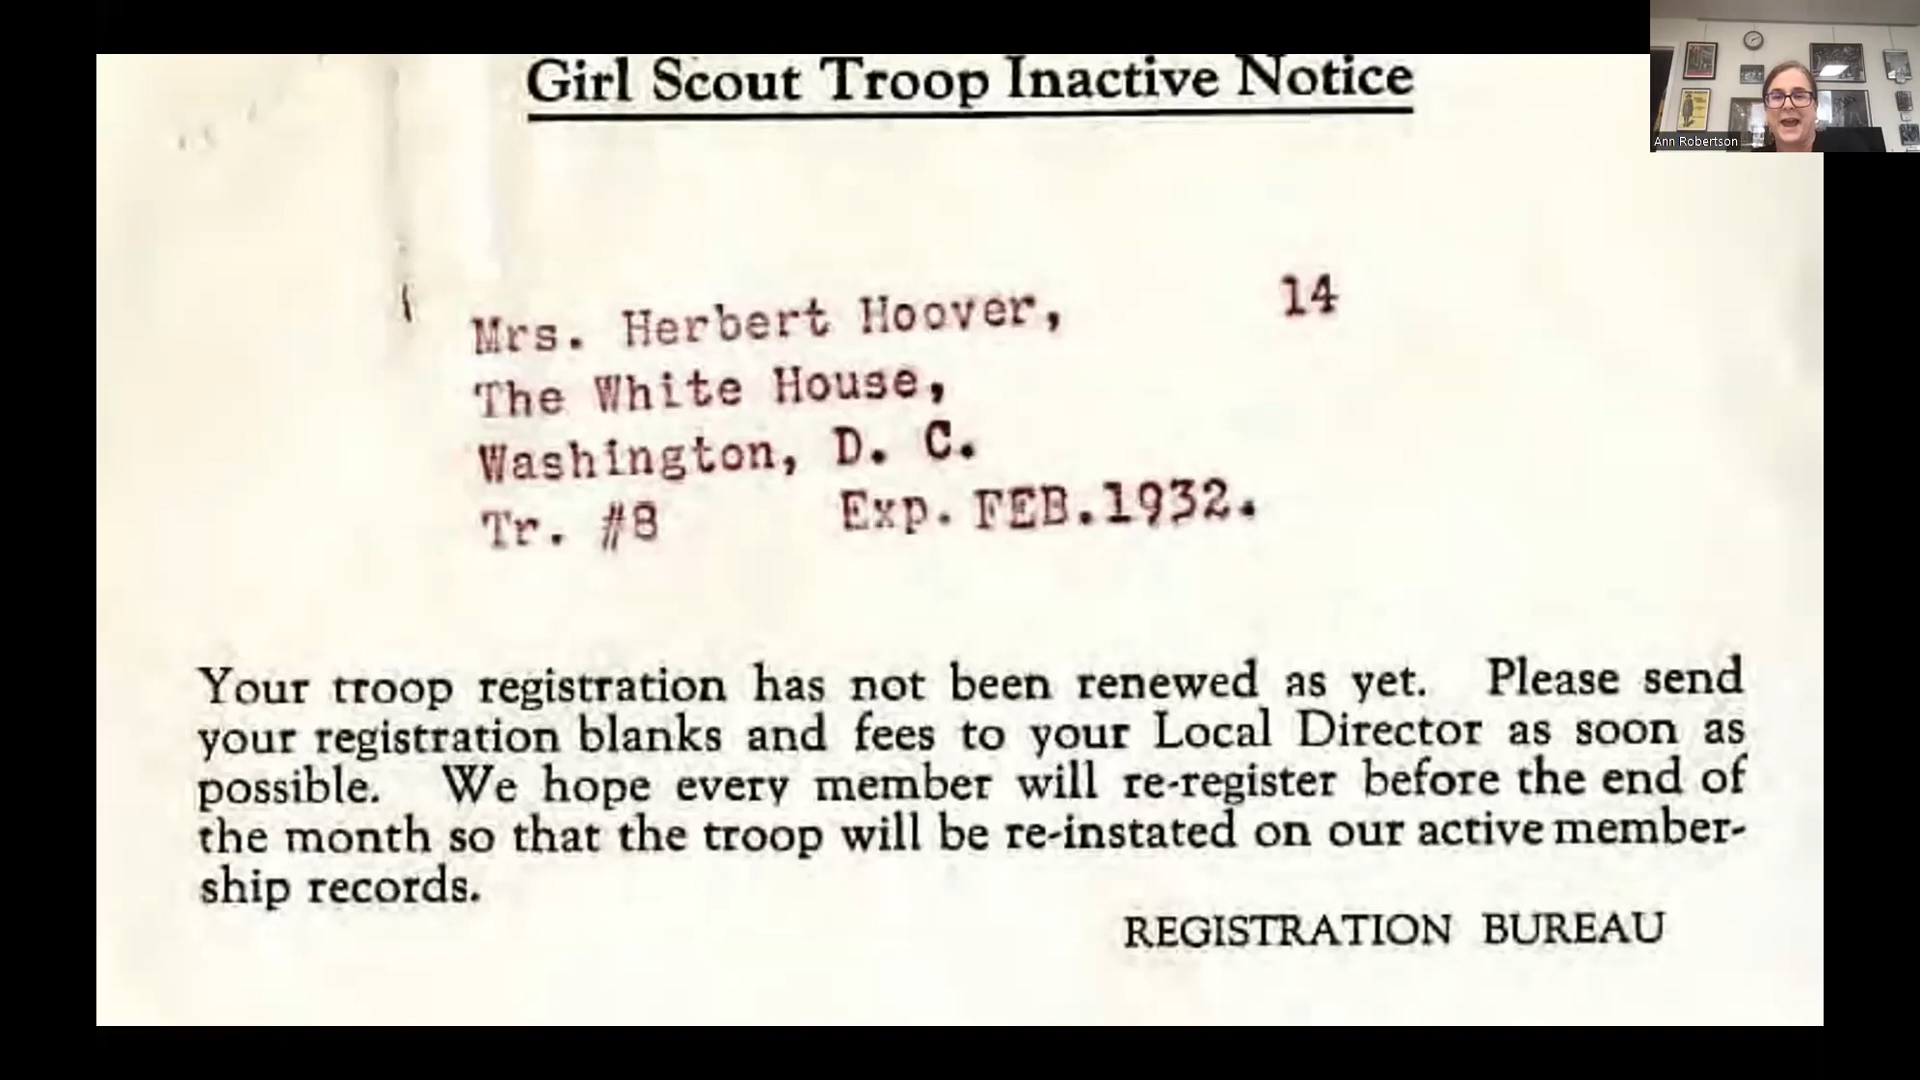 Girl Scout Troop Inactive Notice
Ann Robertson
Mrs. Herbert Hoover, 14
The White House,
Washington, D. C.
Tr. #8 Exp. FEB.1932.
Your troop registration has not been renewed as yet. Please send
your registration blanks and fees to your Local Director as soon as
possible. We hope every member will re-register before the end of
the month so that the troop will be re-instated on our active member-
ship records.
REGISTRATION BUREAU